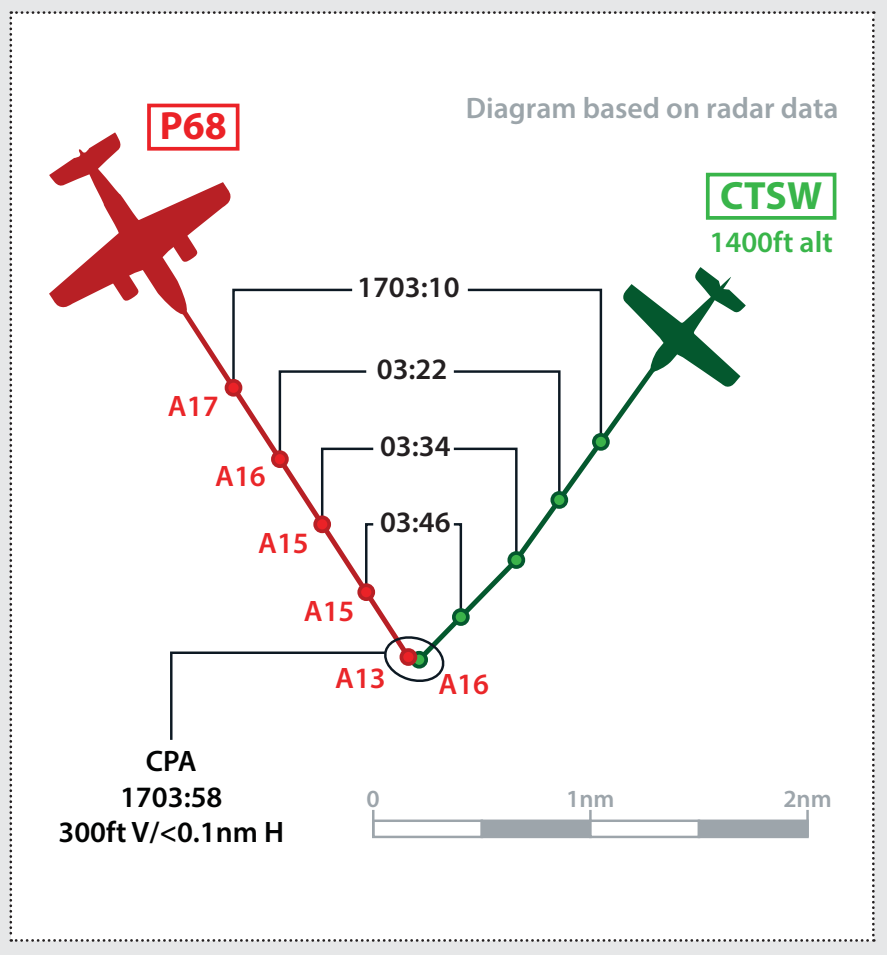 P68
Diagram based on radar data
CTSW
1400ft alt
1703:10
03:22
A17
03:34
A16
03:46
A15
A15
A13
A16
CPA
1703:58
300ft V/<0.1nm H
0 1nm 2nm